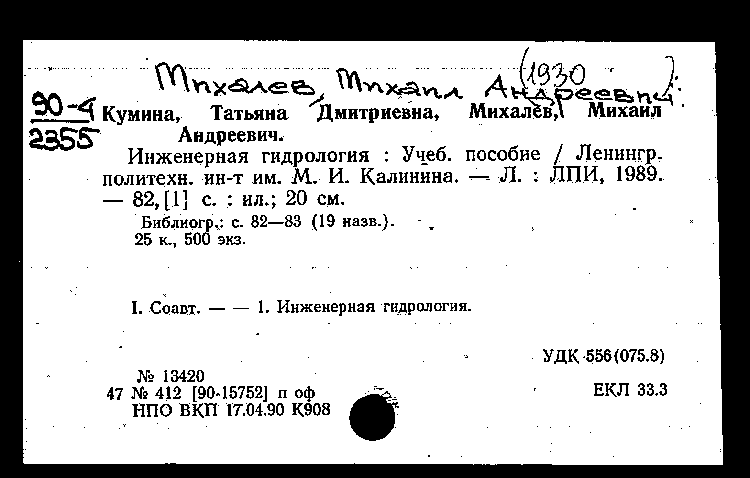 Михалев, Михаил Андреевич (1930
90-4
2355
Кумина, Татьяна Дмитриевна, Михалёв, Михаил
Андреевич.
Инженерная гидрология : Учеб. пособие / Ленингр.
политехн. ин-т им. М. И. Калинина. — Л. : ЛПИ, 1989.
— 82, [1] с. : ил.; 20 см.
Библиогр.: с. 82—83 (19 назв.).
25 к., 500 экз.
I. Соавт. — — 1. Инженерная гидрология.
УДК 556(075.8)
№ 13420
47 № 412 [90-15752] п оф
ЕКЛ 33.3
НПО ВКП 17.04.90 К908